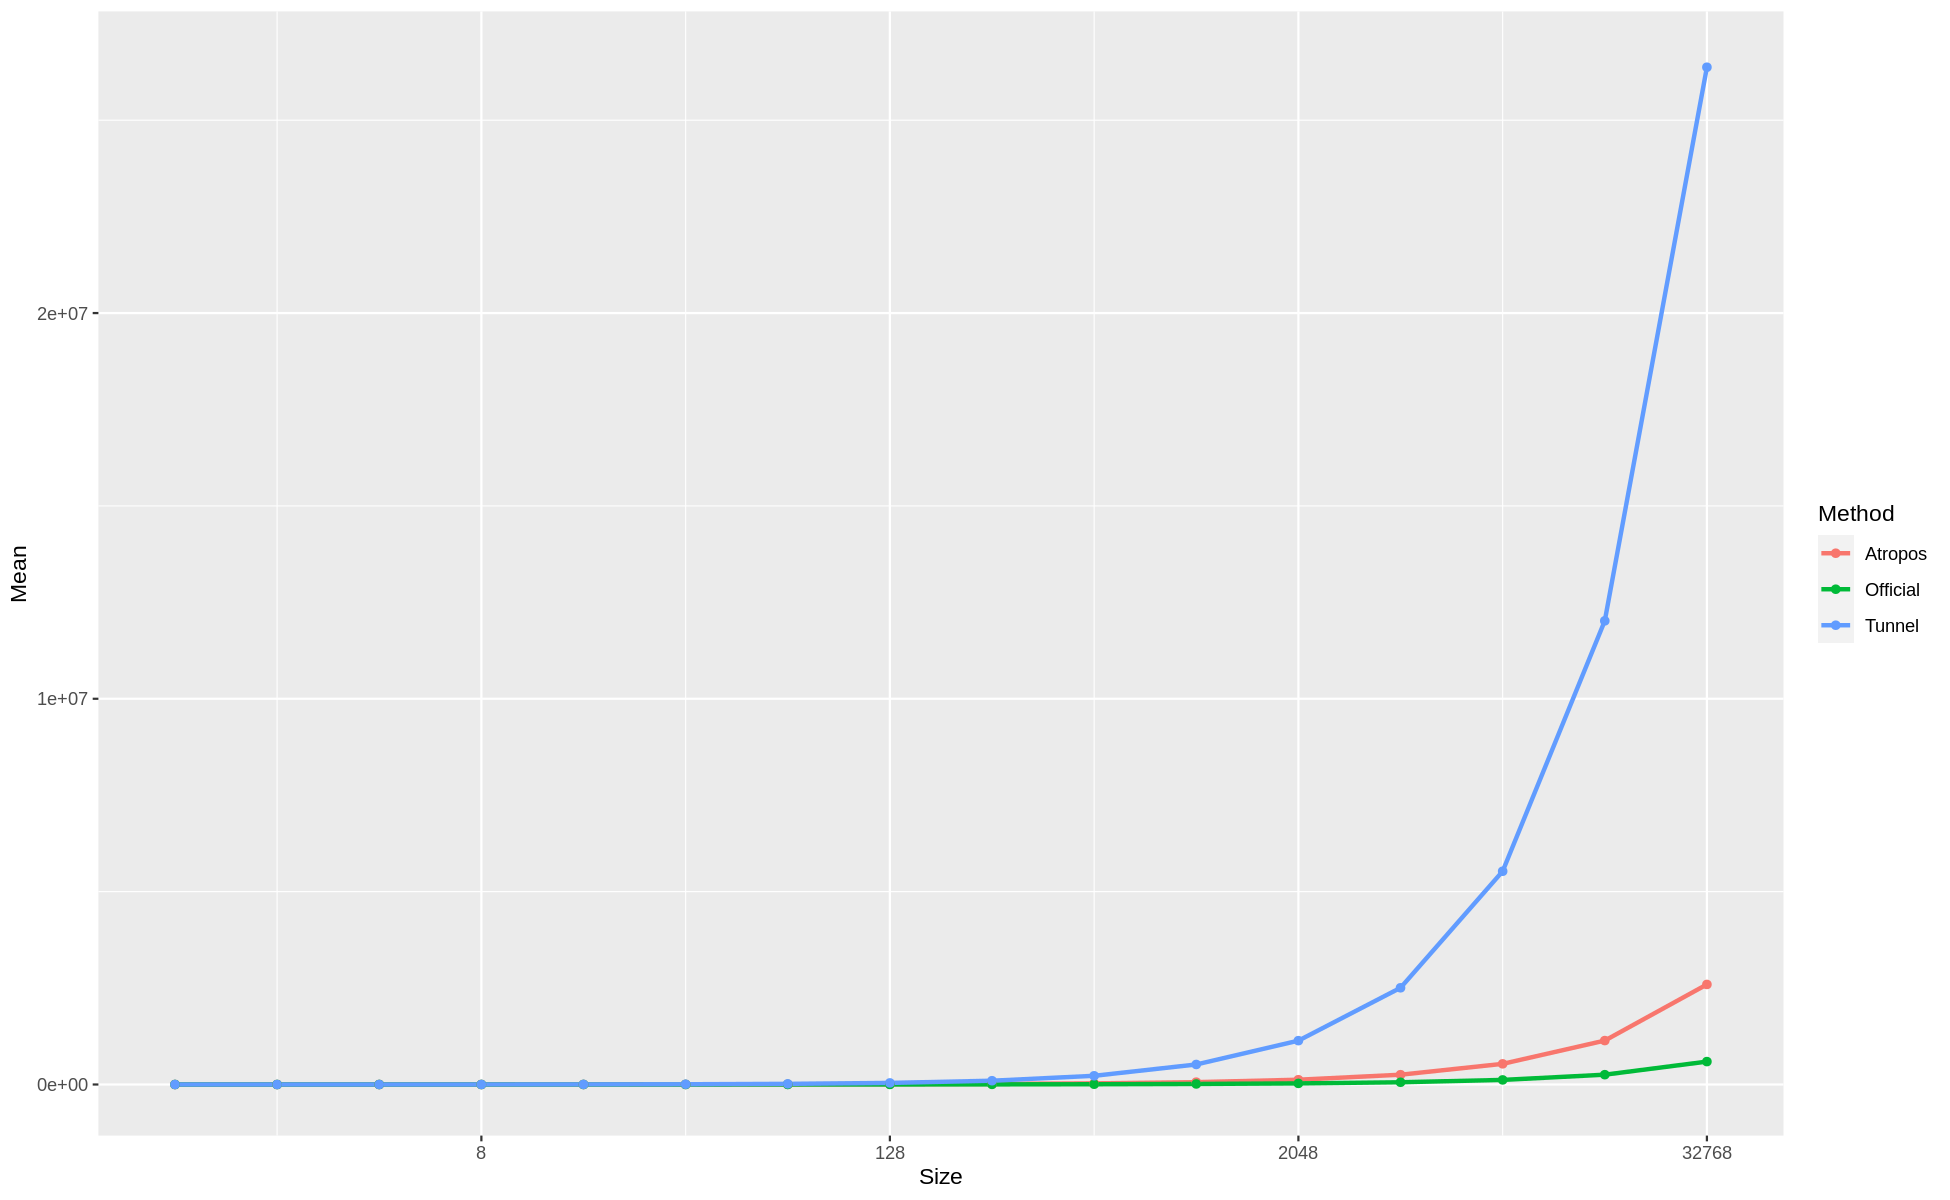 2e+07
1e+07
0e+00
Mean
8
128
2048
32768
Size
Method
Atropos
Official
Tunnel